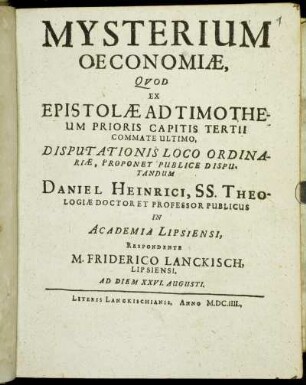 MYSTERIUM
OECONOMIÆ,
QVOD
EX
EPISTOLÆ AD TIMOTHE-
UM PRIORIS CAPITIS TERTII
COMMATE ULTIMO,
DISPUTATIONIS LOCO ORDINA-
RIÆ, PROPONET PUBLICE DISPU-
TANDUM
DANIEL HEINRICI, SS. THEO-
LOGIÆ DOCTOR ET PROFESSOR PUBLICUS
IN
ACADEMIA LIPSIENSI,
RESPONDENTE
M. FRIDERICO LANCKISCH,
LIPSIENSI,
AD DIEM XXVI. AUGUSTI.
LITERIS LANCKISCHIANIS, ANNO M.DC.IIII.,